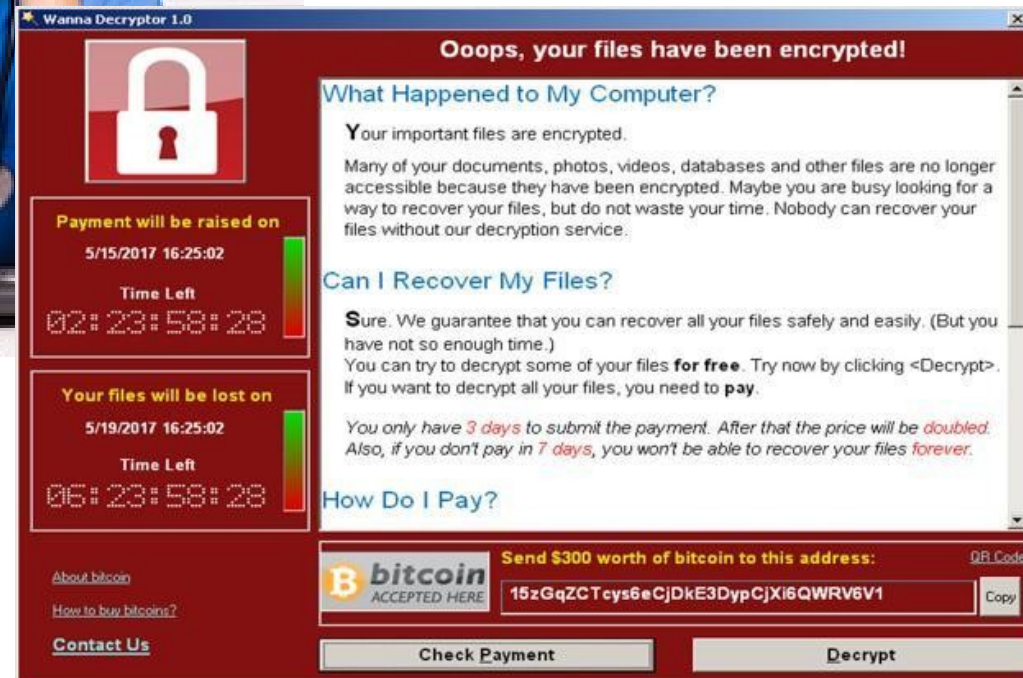 Wanna Decryptor 1.0
Ooops, your files have been encrypted!
Payment will be raised on
5/15/2017 16:25:02
Time Left
02:23:58:28
Your files will be lost on
5/19/2017 16:25:02
Time Left
06:23:58:28
About bitcoin
How to buy bitcoins?
Contact Us
What Happened to My Computer?
Your important files are encrypted.
Many of your documents, photos, videos, databases and other files are no longer
accessible because they have been encrypted. Maybe you are busy looking for a
way to recover your files, but do not waste your time. Nobody can recover your
files without our decryption service.
Can I Recover My Files?
Sure. We guarantee that you can recover all your files safely and easily. (But you
have not so enough time.)
You can try to decrypt some of your files for free. Try now by clicking <Decrypt>.
If you want to decrypt all your files, you need to pay.
You only have 3 days to submit the payment. After that the price will be doubled.
Also, if you don't pay in 7 days, you won't be able to recover your files forever.
How Do I Pay?
bitcoin
ACCEPTED HERE
Send $300 worth of bitcoin to this address:
QR Code
15zGqZCTcys6eCjDkE3DypCjXi6QWRV6V1
Copy
Check Payment
Decrypt